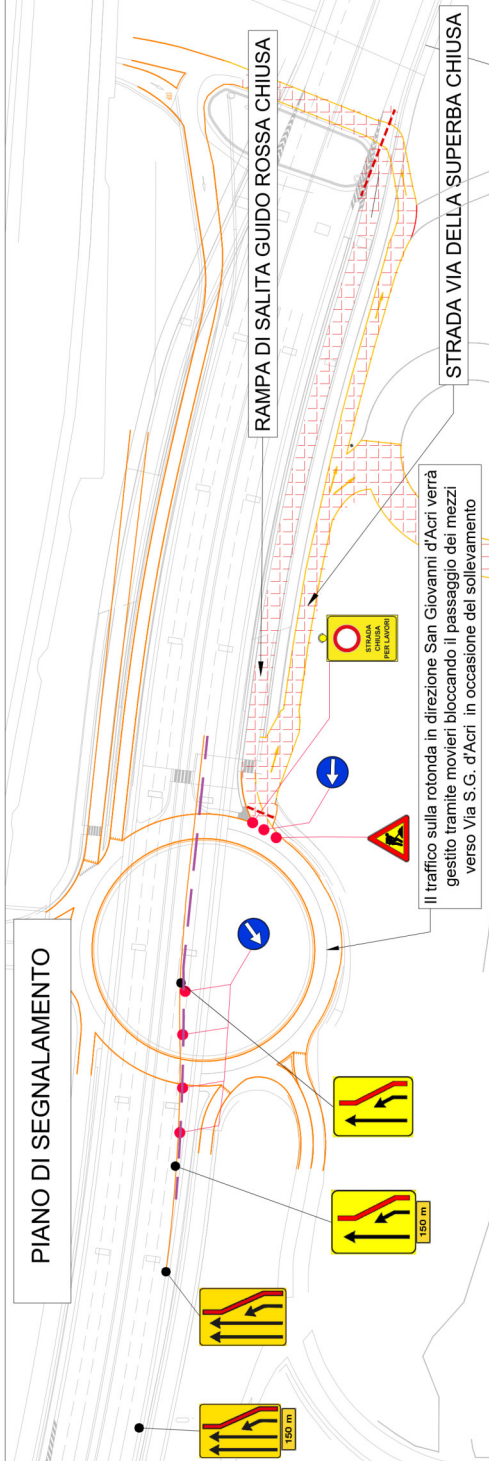 PIANO DI SEGNALAMENTO
RAMPA DI SALITA GUIDO ROSSA CHIUSA
STRADA VIA DELLA SUPERBA CHIUSA
STRADA
CHIUSA
PER LAVORI
Il traffico sulla rotonda in direzione San Giovanni d'Acri verrà
gestito tramite movieri bloccando il passaggio dei mezzi
verso Via S.G. d'Acri in occasione del sollevamento
150 m
150 m